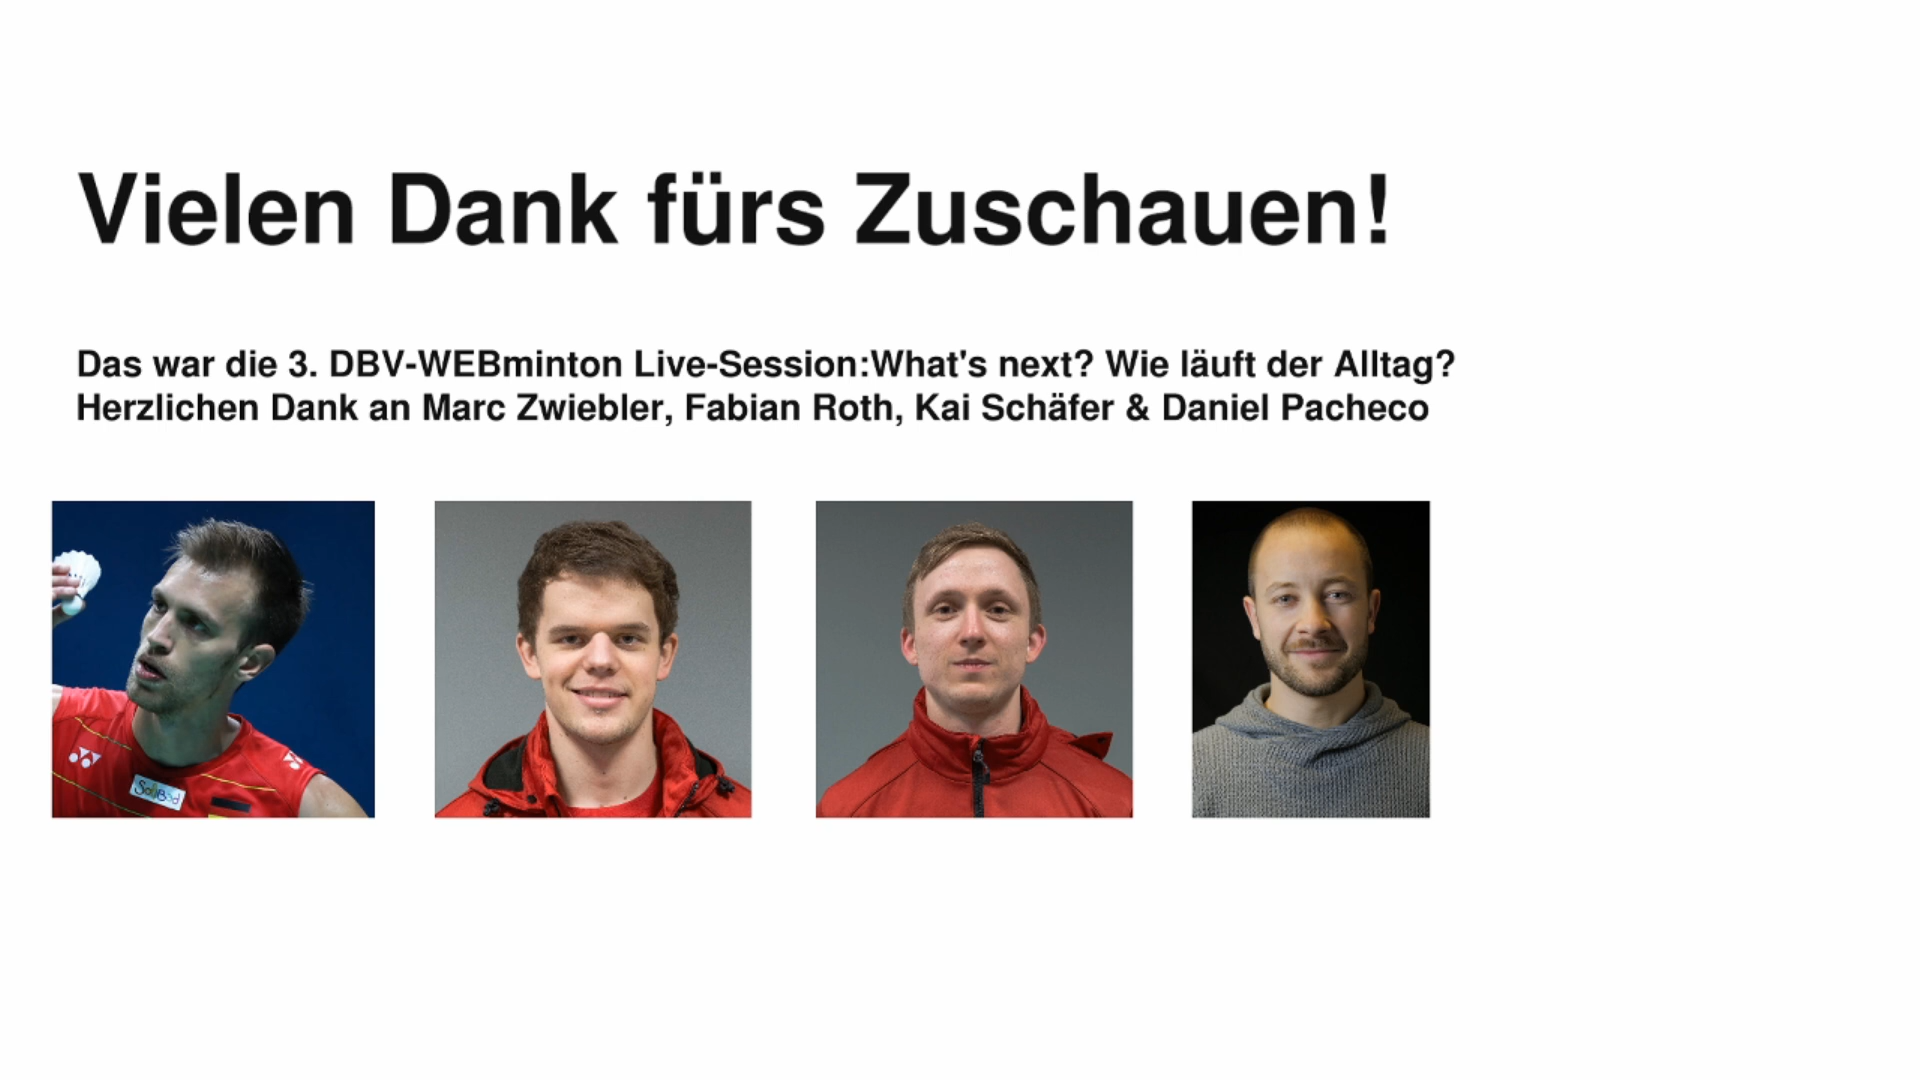 Vielen Dank fürs Zuschauen!
Das war die 3. DBV-WEBminton Live-Session:What's next? Wie läuft der Alltag?
Herzlichen Dank an Marc Zwiebler, Fabian Roth, Kai Schäfer & Daniel Pacheco